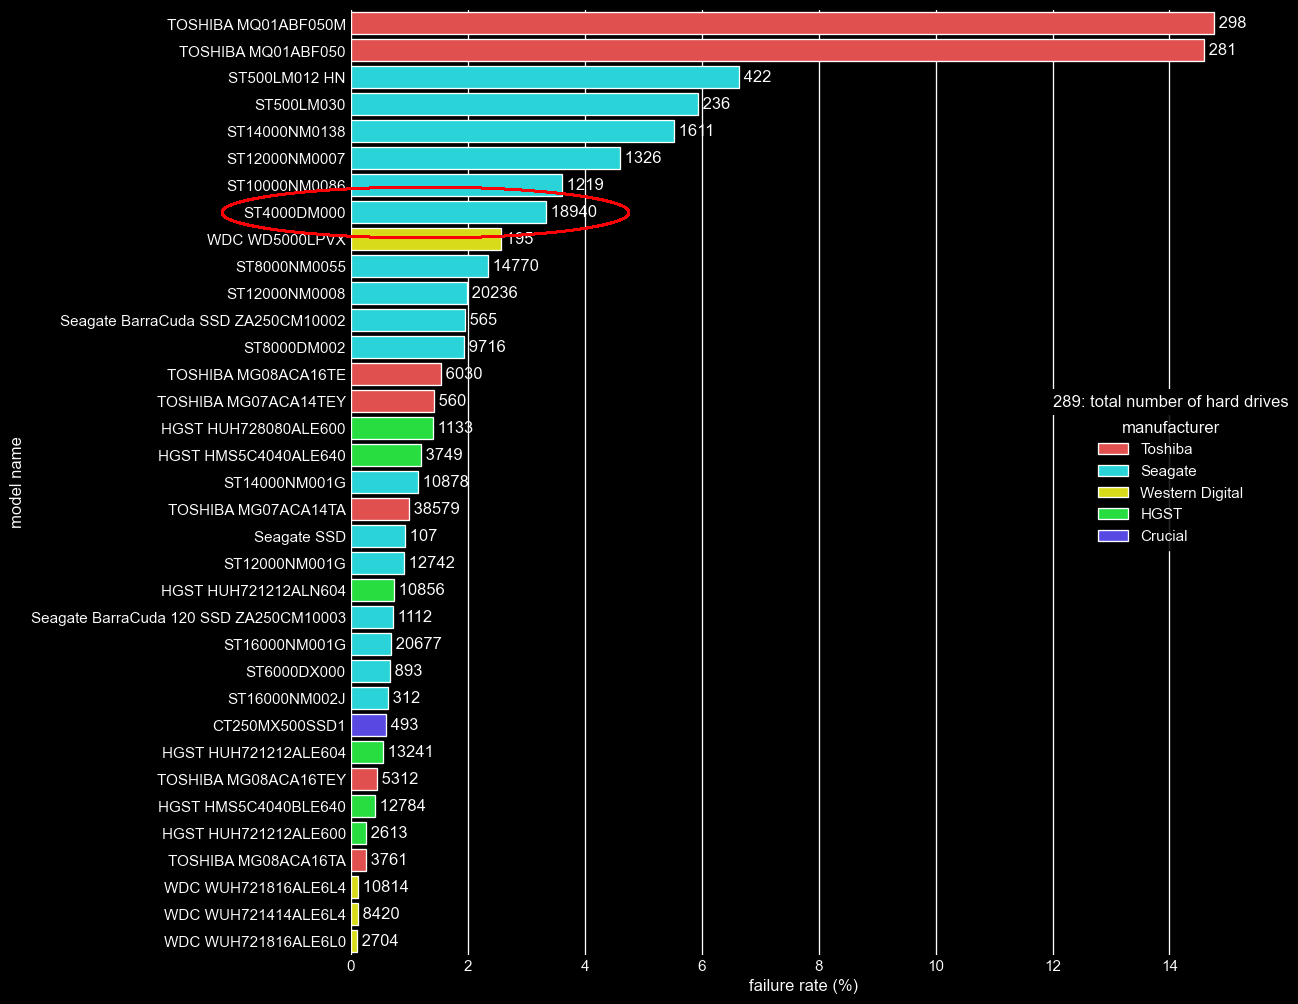 TOSHIBA MQ01ABF050M 298
TOSHIBA MQ01ABF050 281
ST500LM012 HN 422
ST500LM030 236
ST14000NM0138 1611
ST12000NM0007 1326
ST10000NM0086 1219
ST4000DM000 18940
WDC WD5000LPVX 195
ST8000NM0055 14770
ST12000NM0008 20236
Seagate BarraCuda SSD ZA250CM10002 565
ST8000DM002 9716
TOSHIBA MG08ACA16TE 6030
TOSHIBA MG07ACA14TEY 560
HGST HUH728080ALE600 1133
HGST HMS5C4040ALE640 3749
ST14000NM001G 10878
TOSHIBA MG07ACA14TA 38579
Seagate SSD 107
ST12000NM001G 12742
HGST HUH721212ALN604 10856
Seagate BarraCuda 120 SSD ZA250CM10003 1112
ST16000NM001G 20677
ST6000DX000 893
ST16000NM002J 312
CT250MX500SSD1 493
HGST HUH721212ALE604 13241
TOSHIBA MG08ACA16TEY 5312
HGST HMS5C4040BLE640 12784
HGST HUH721212ALE600 2613
TOSHIBA MG08ACA16TA 3761
WDC WUH721816ALE6L4 10814
WDC WUH721414ALE6L4 8420
WDC WUH721816ALE6L0 2704
0 2 4 6 8 10 12 14
failure rate (%)
model name
289: total number of hard drives
manufacturer
Toshiba
Seagate
Western Digital
HGST
Crucial